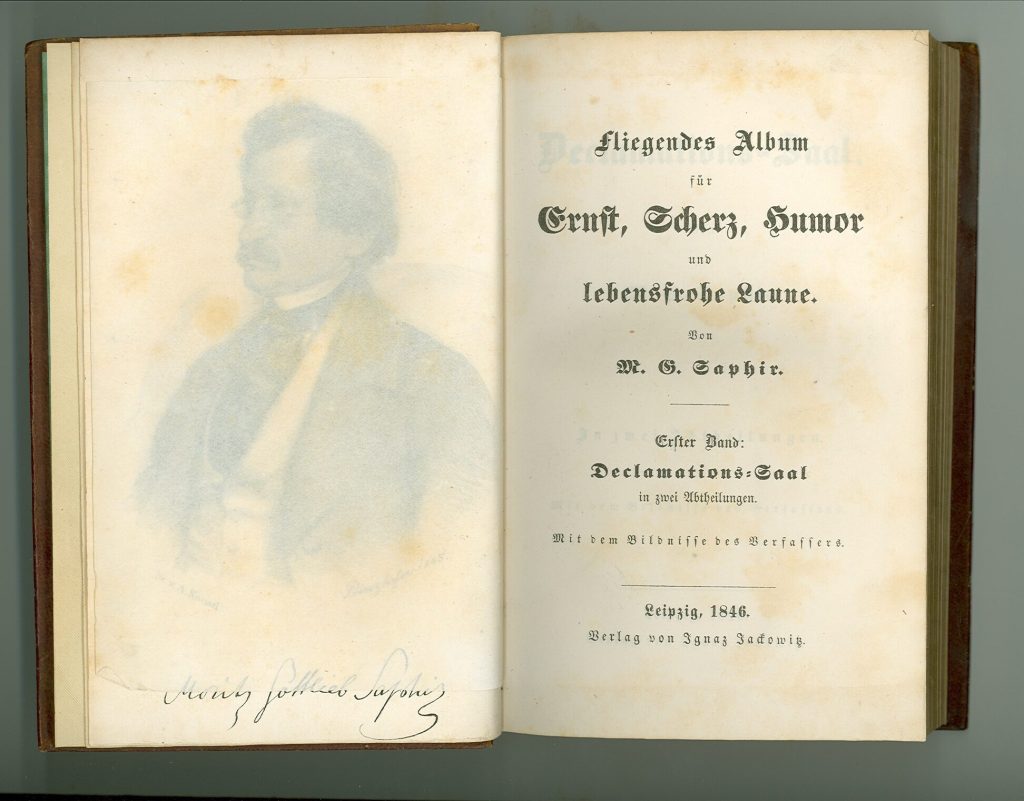 Moritz Gottlieb Saphir
Fliegendes Album
für
Ernst, Scherz, Humor
und
lebensfrohe Laune.
Von
M. G. Saphir.
Erster Band:
Declamations-Saal
in zwei Abtheilungen.
Mit dem Bildnisse des Verfassers.
Leipzig, 1846.
Verlag von Ignaz Jackowitz.